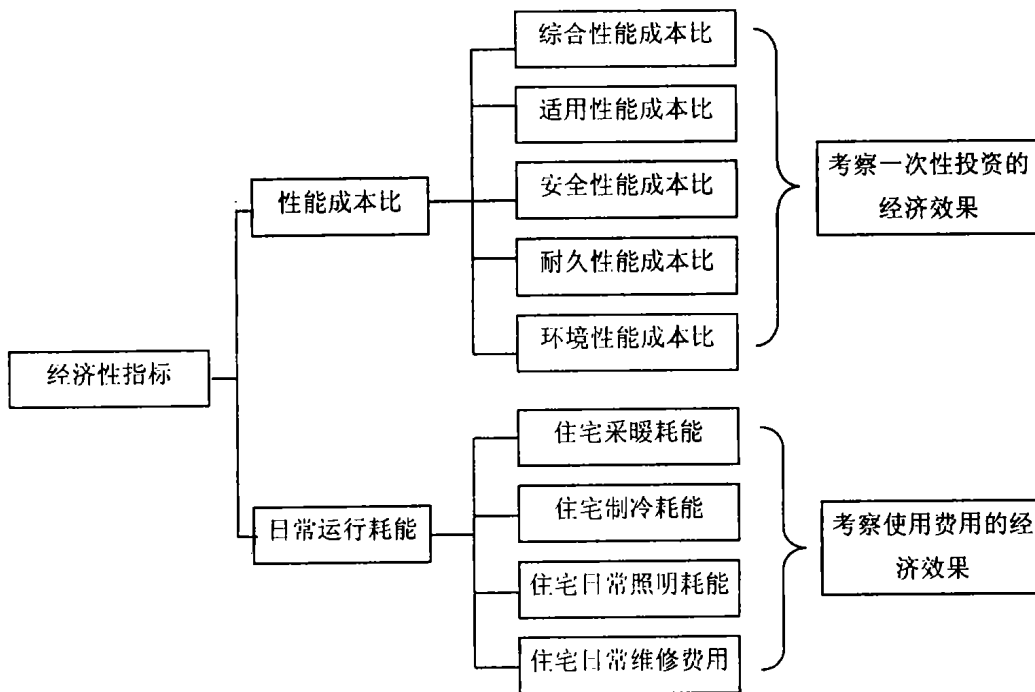 综合性能成本比
适用性能成本比
安全性能成本比
耐久性能成本比
环境性能成本比
性能成本比
考察一次性投资的
经济效果
经济性指标
住宅采暖耗能
住宅制冷耗能
住宅日常照明耗能
住宅日常维修费用
日常运行耗能
考察使用费用的经
济效果